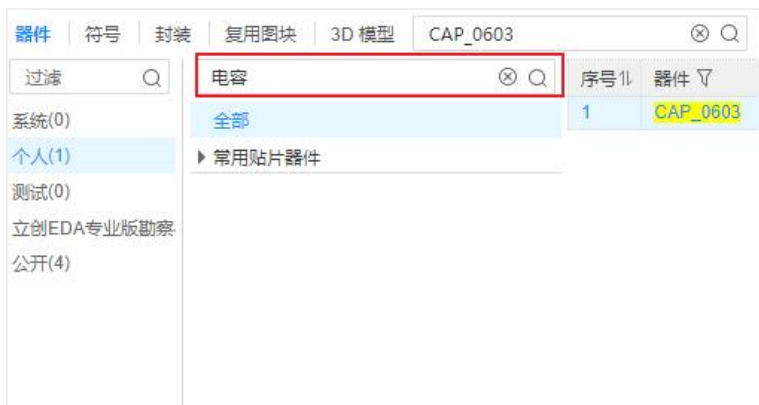 器件 符号 封装 复用图块 3D 模型 CAP_0603
过滤 电容 序号 器件
系统(0) 全部 1 CAP_0603
个人(1) 常用贴片器件
测试(0)
立创EDA专业版勘察
公开(4)